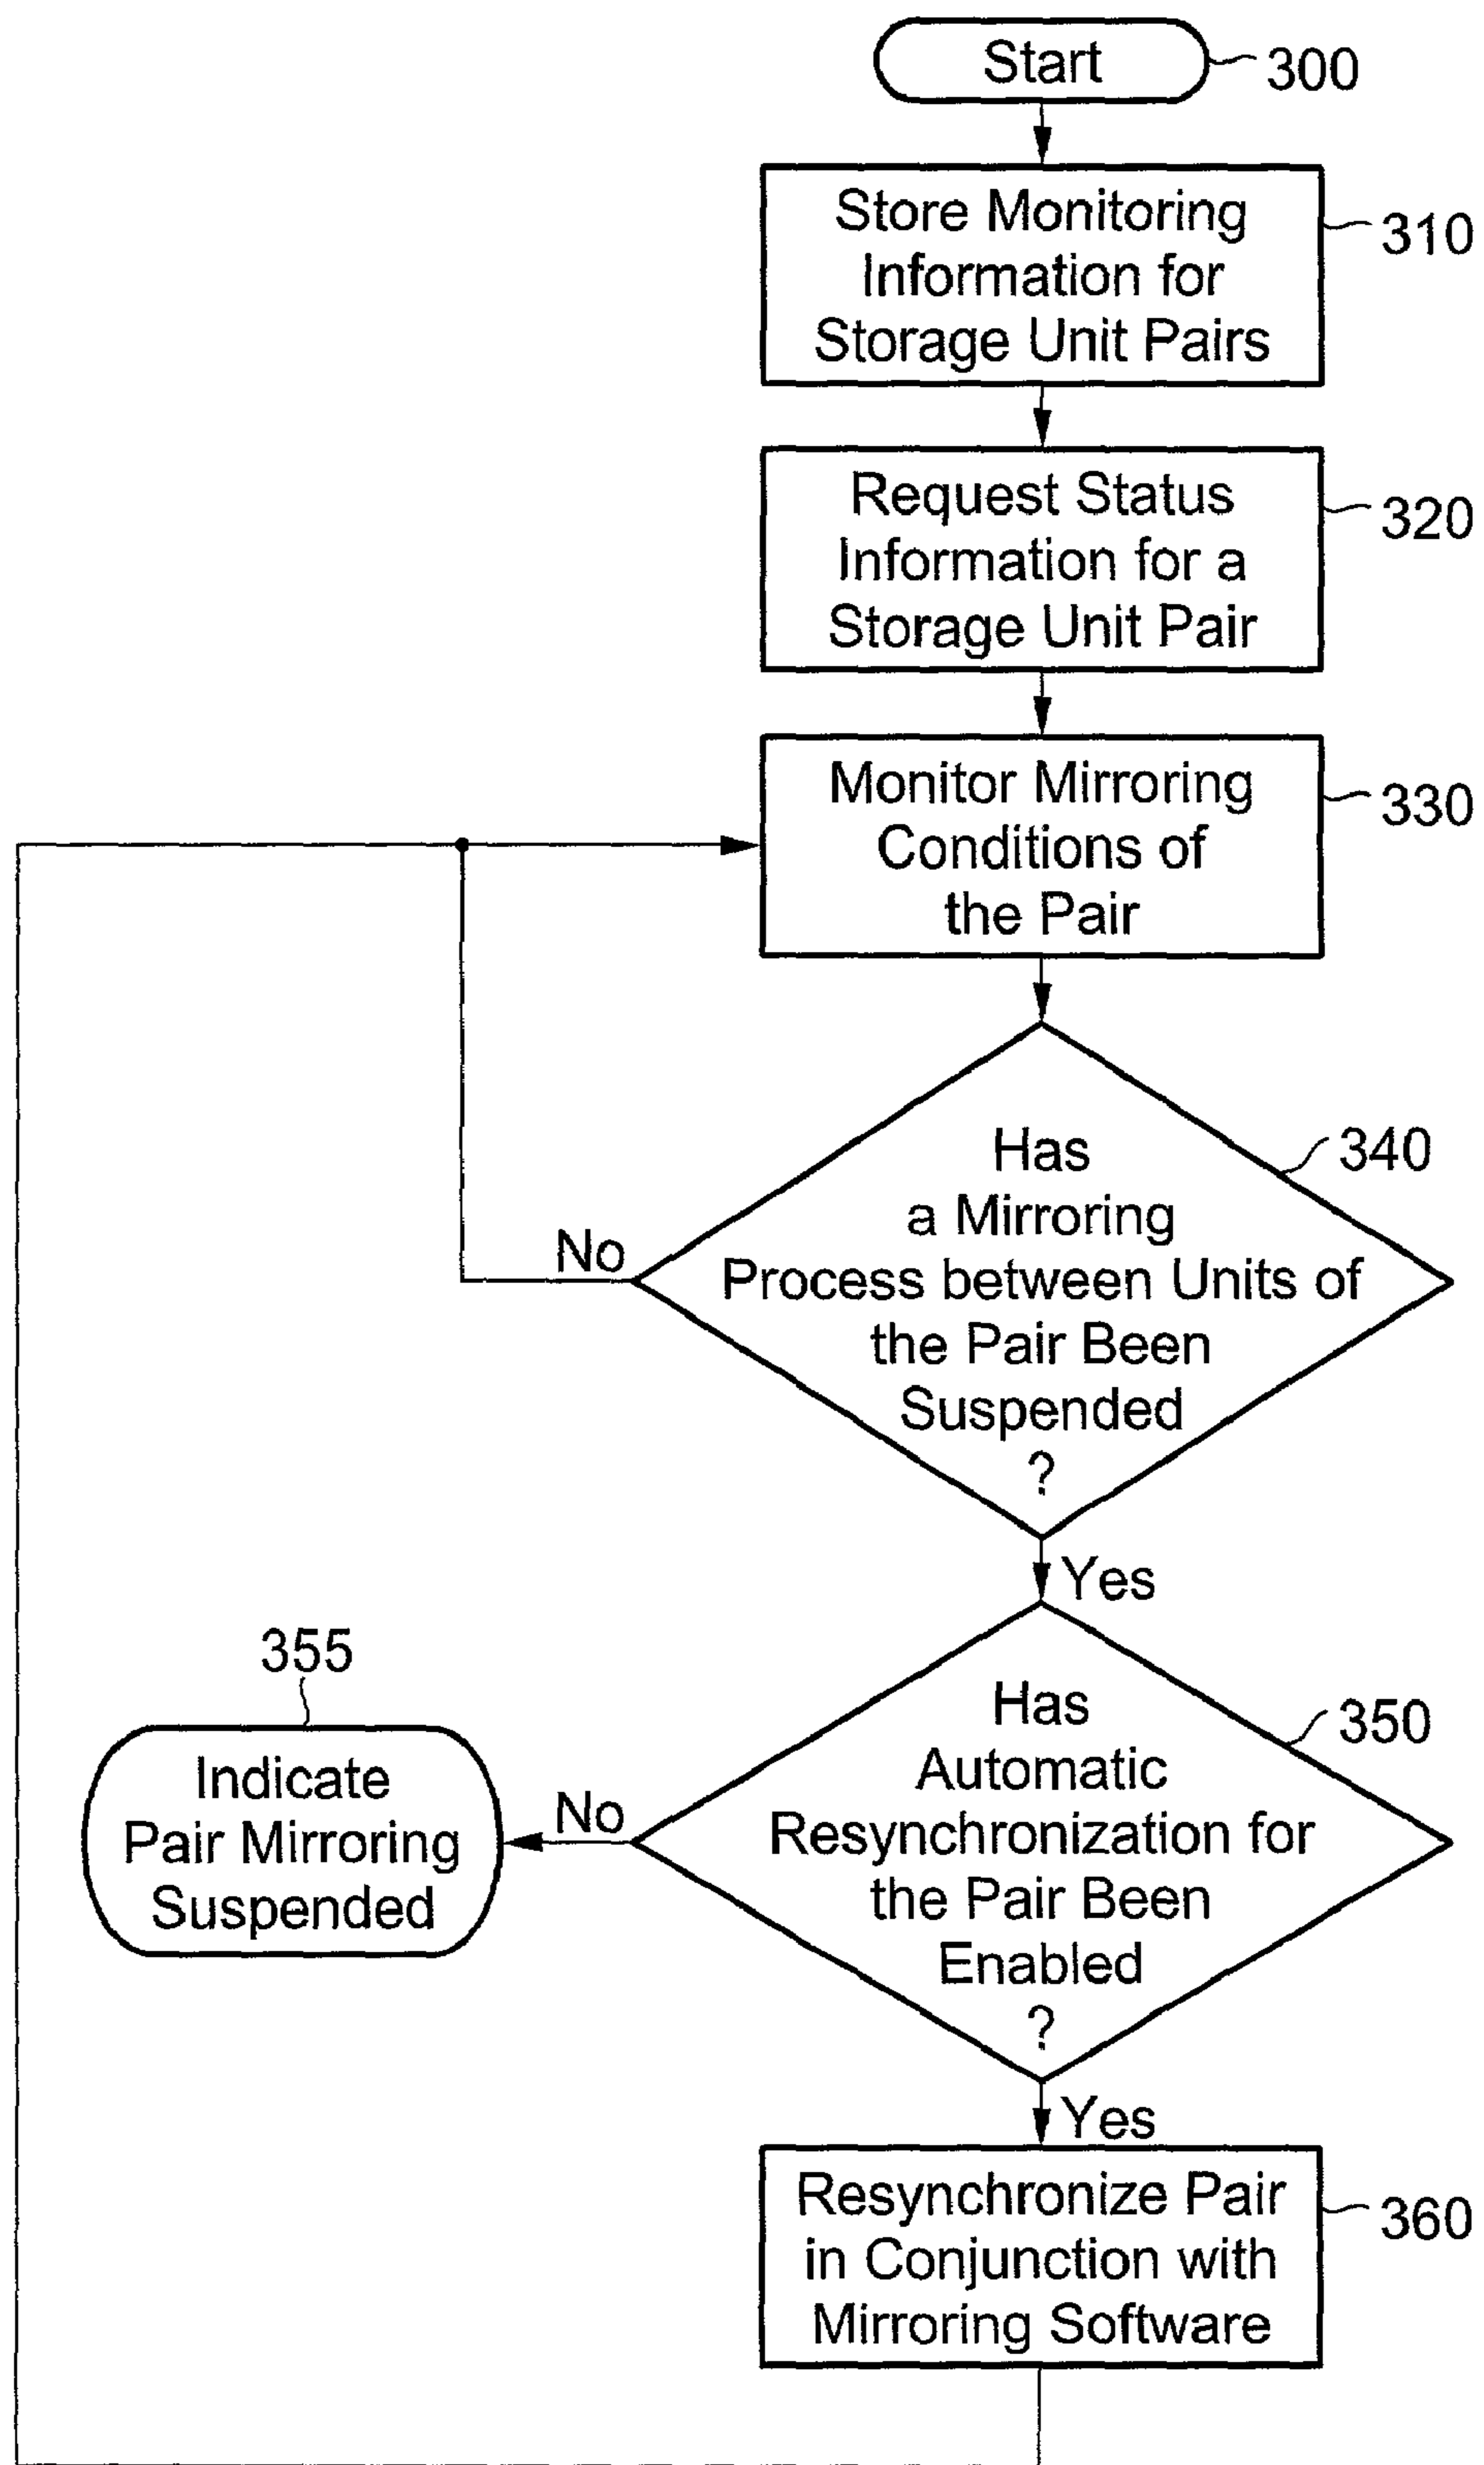 Start
300
Store Monitoring
Information for
Storage Unit Pairs
310
Request Status
Information for a
Storage Unit Pair
320
Monitor Mirroring
Conditions of
the Pair
330
Has
a Mirroring
Process between Units of
the Pair Been
Suspended
?
340
No
Yes
Has
Automatic
Resynchronization for
the Pair Been
Enabled
?
350
No
355
Indicate
Pair Mirroring
Suspended
Yes
Resynchronize Pair
in Conjunction with
Mirroring Software
360